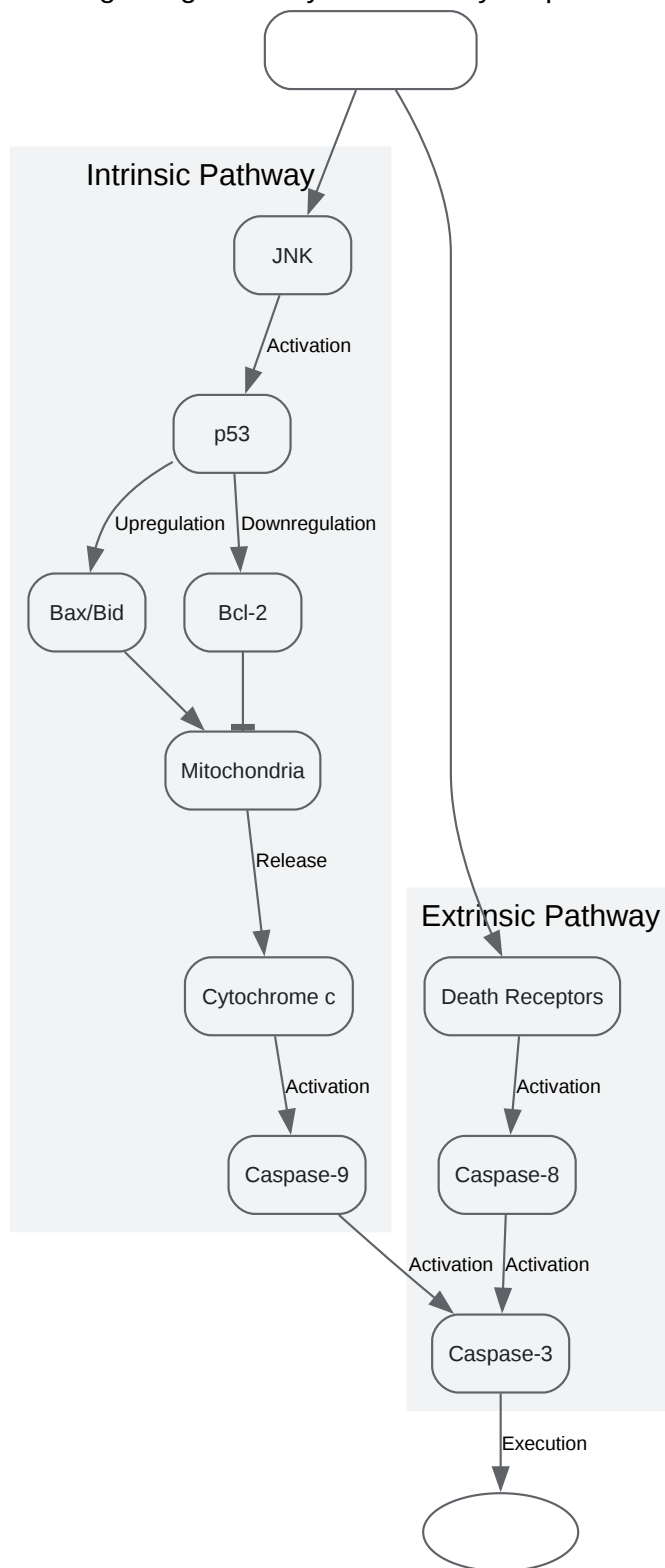 Intrinsic Pathway
JNK
Activation
p53
Upregulation
Downregulation
Bax/Bid
Bcl-2
Mitochondria
Release
Extrinsic Pathway
Cytochrome c
Death Receptors
Activation
Activation
Caspase-9
Caspase-8
Activation
Activation
Caspase-3
Execution